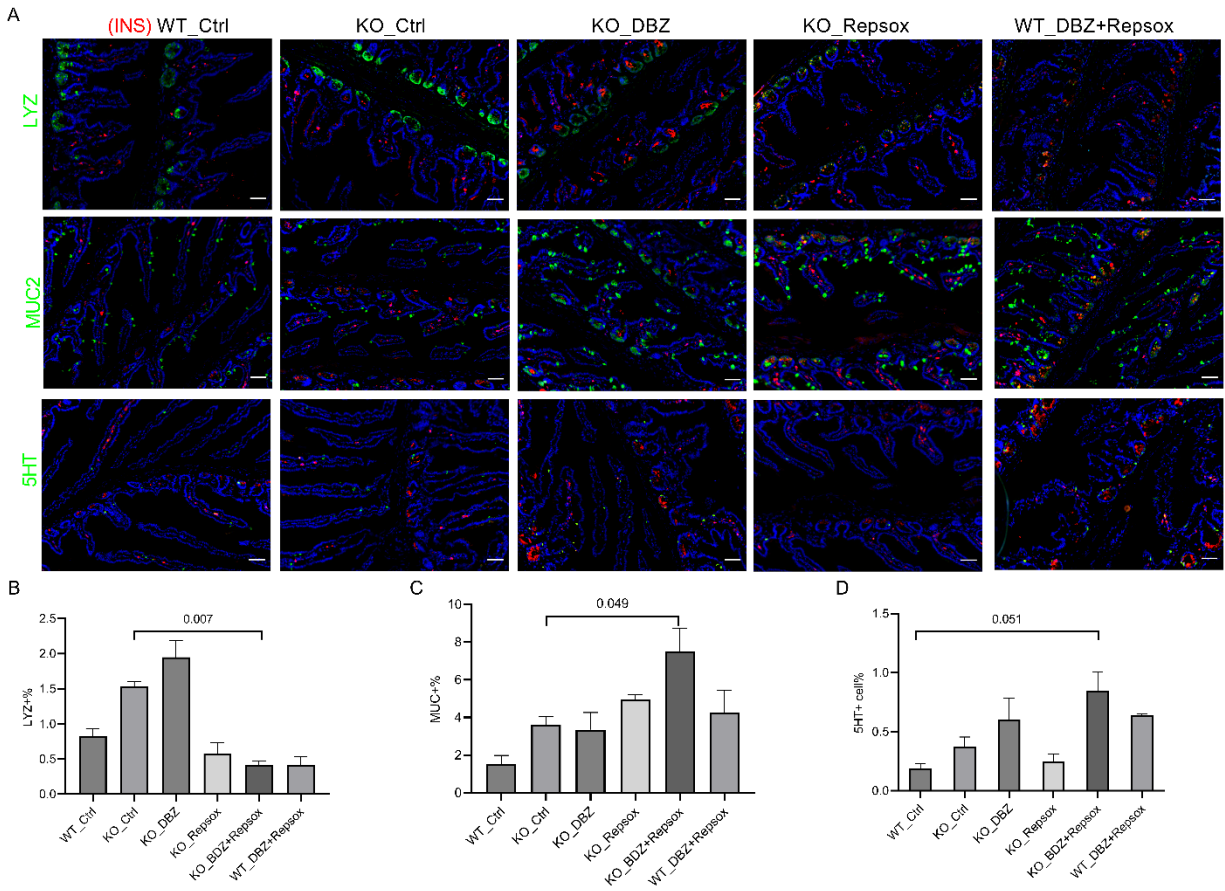 A
(INS) WT_Ctrl KO_Ctrl KO_DBZ KO_Repsox WT_DBZ+Repsox
LYZ
MUC2
5HT
B
0.007
LYZ+%
2.5
2.0
1.5
1.0
0.5
0.0
WT_Ctrl
KO_Ctrl
KO_DBZ
KO_Repsox
KO_BDZ+Repsox
WT_DBZ+Repsox
C
0.049
MUC+%
10
8
6
4
2
0
WT_Ctrl
KO_Ctrl
KO_DBZ
KO_Repsox
KO_BDZ+Repsox
WT_DBZ+Repsox
D
0.051
5HT+ cell%
1.5
1.0
0.5
0.0
WT_Ctrl
KO_Ctrl
KO_DBZ
KO_Repsox
KO_BDZ+Repsox
WT_DBZ+Repsox